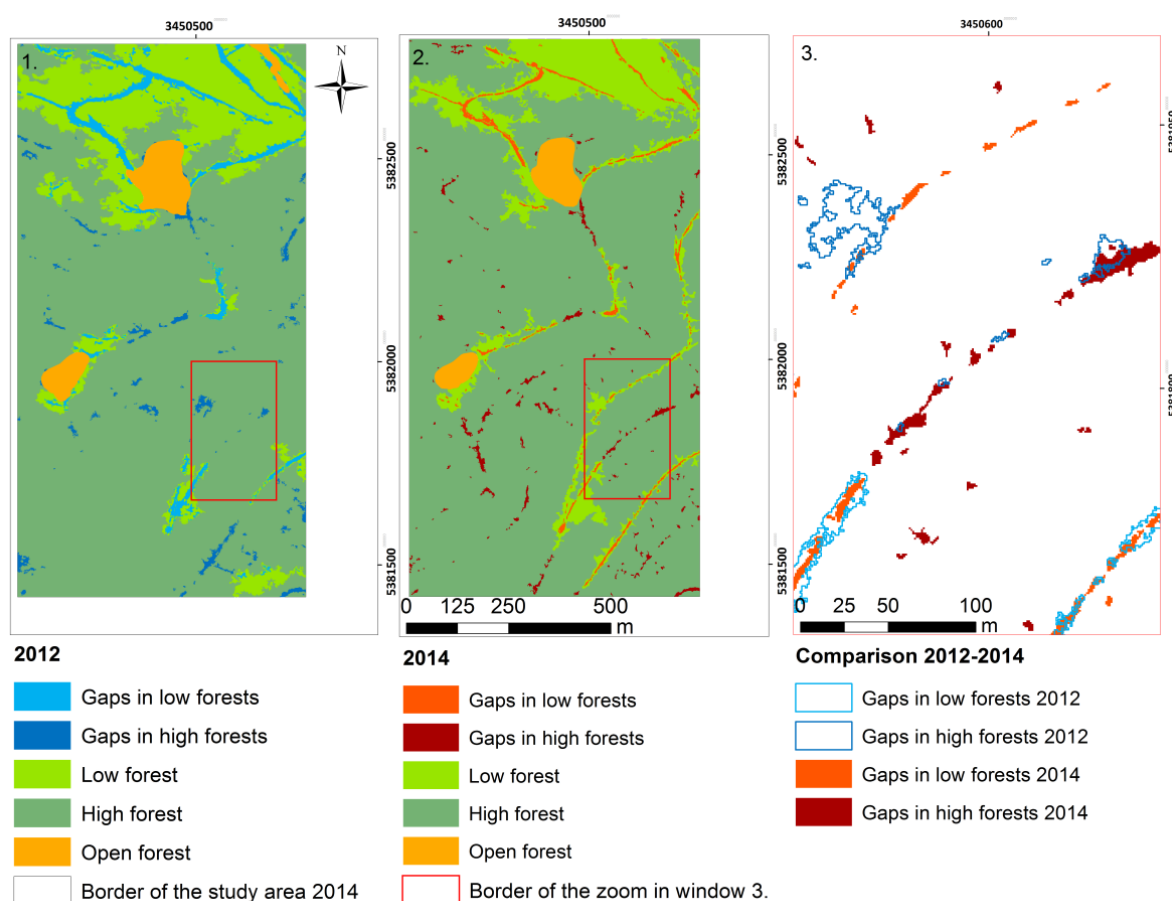 3450500
3450500
3450600
1.
N
2.
3.
5382500
5382000
5381500
5382050
5381800
0 125 250 500
m
0 25 50 100
m
2012
Gaps in low forests
Gaps in high forests
Low forest
High forest
Open forest
Border of the study area 2014
2014
Gaps in low forests
Gaps in high forests
Low forest
High forest
Open forest
Border of the zoom in window 3.
Comparison 2012-2014
Gaps in low forests 2012
Gaps in high forests 2012
Gaps in low forests 2014
Gaps in high forests 2014